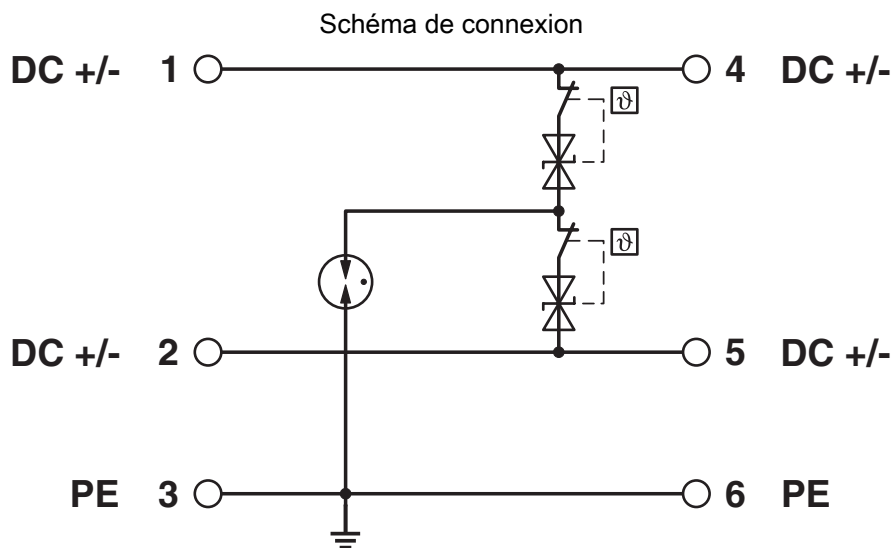 Schéma de connexion
DC +/- 1 4 DC +/-
ϑ
ϑ
DC +/- 2 5 DC +/-
PE 3 6 PE